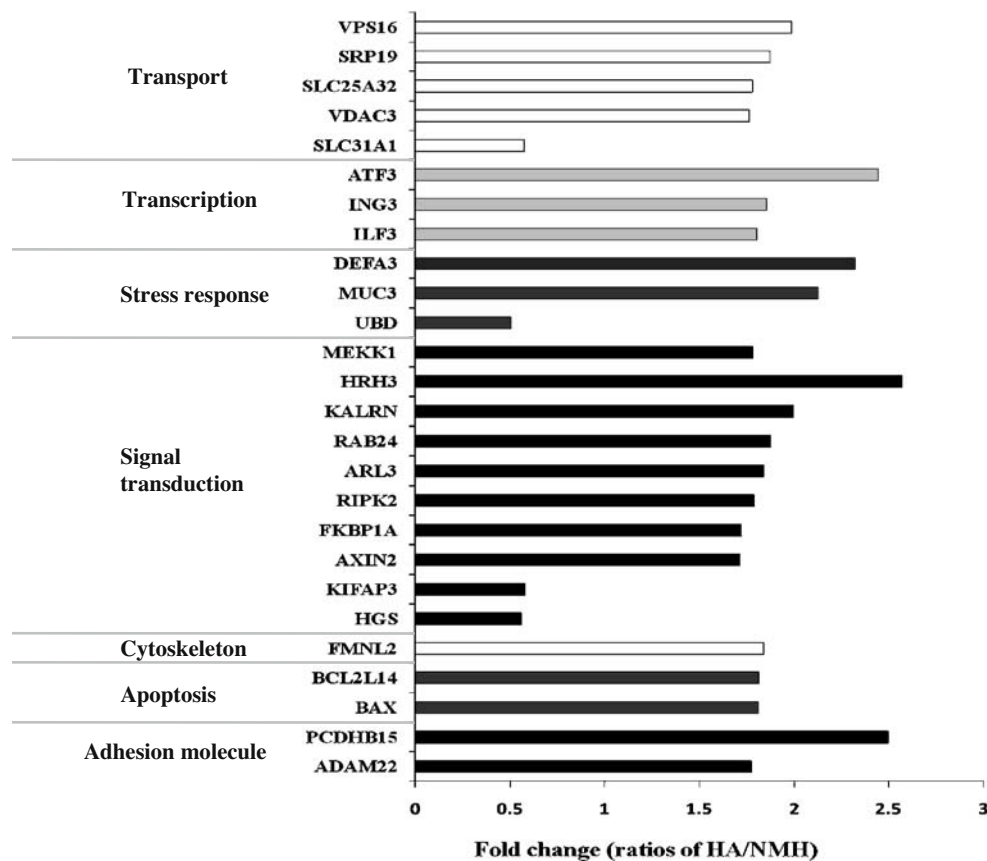 VPS16
SRP19
Transport
SLC25A32
VDAC3
SLC31A1
ATF3
Transcription
ING3
ILF3
DEFA3
Stress response
MUC3
UBD
MEKK1
HRH3
KALRN
RAB24
Signal
transduction
ARL3
RIPK2
FKBP1A
AXIN2
KIFAP3
HGS
Cytoskeleton
FMNL2
BCL2L14
Apoptosis
BAX
PCDHB15
Adhesion molecule
ADAM22
0 0.5 1 1.5 2 2.5 3
Fold change (ratios of HA/NMH)